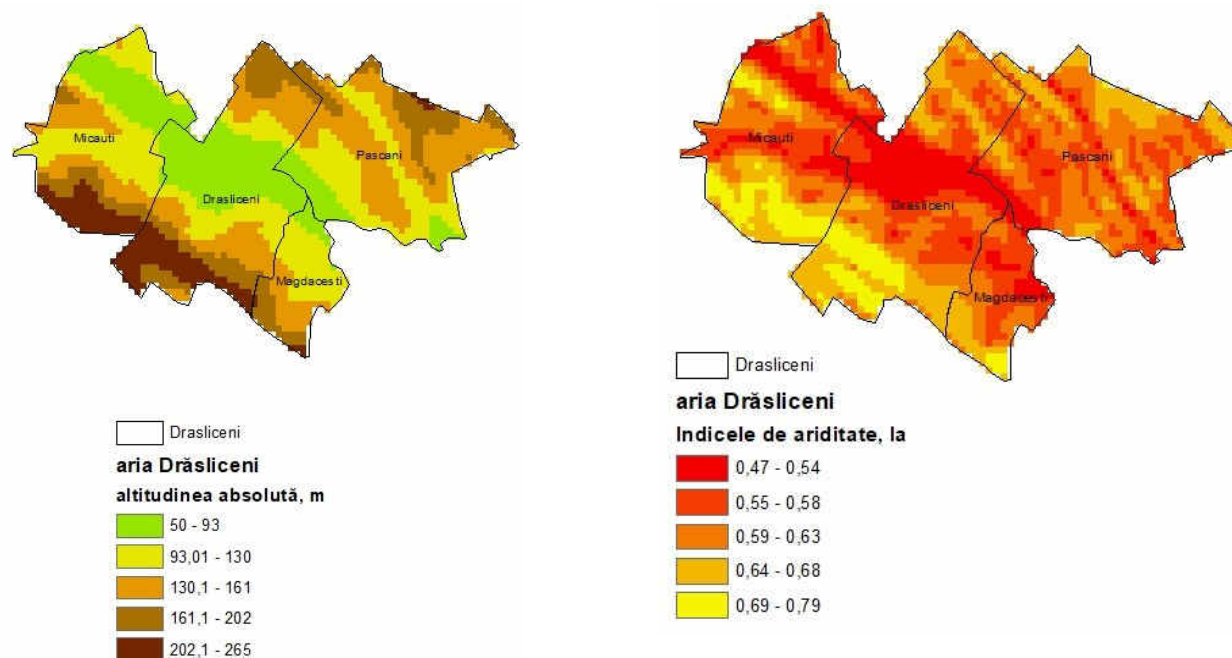 Micauti
Pascani
Drasliceni
Magdacesti
Drasliceni
aria Drăsliceni
altitudinea absolută, m
50 - 93
93,01 - 130
130,1 - 161
161,1 - 202
202,1 - 265
Micauti
Pascani
Drasliceni
Magdacesti
Drasliceni
aria Drăsliceni
Indicele de ariditate, Ia
0,47 - 0,54
0,55 - 0,58
0,59 - 0,63
0,64 - 0,68
0,69 - 0,79